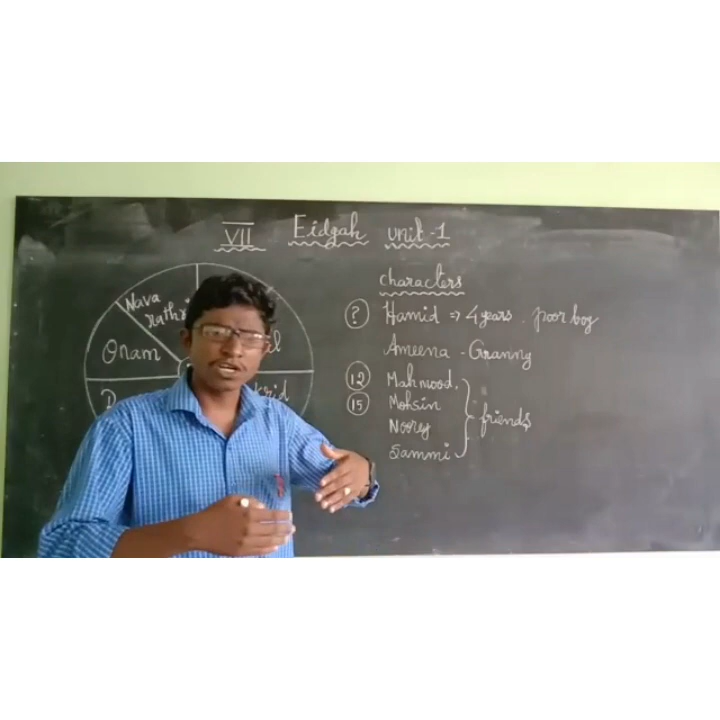 VII Eidgah unit-1
characters
? Hamid => 4 years. poor boy
Ameena - Granny
12 Mahmood.
15 Mohsin
Noorey
Sammi
friends
Nava
Onam